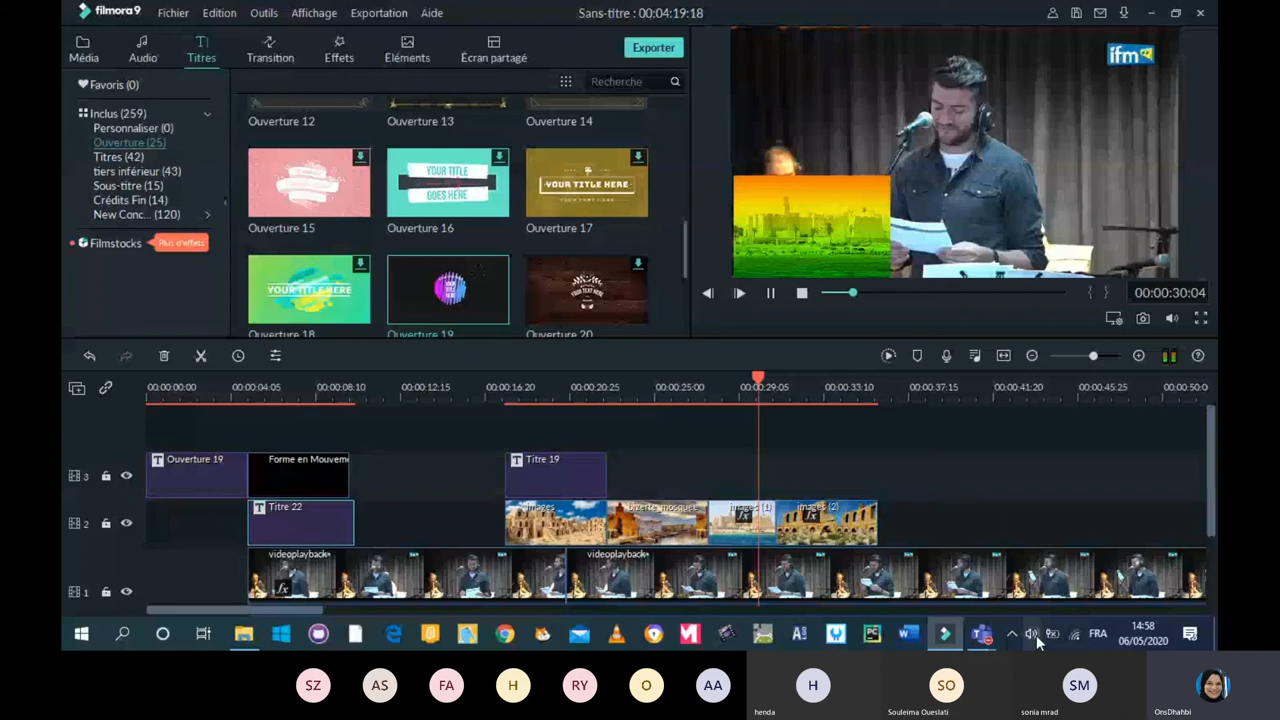 filmora9 Fichier Edition Outils Affichage Exportation Aide Sans-titre : 00:04:19:18
Média Audio Titres Transition Effets Eléments Écran partagé Exporter
ifm
Favoris (0)
Recherche
Inclus (259)
Personnaliser (0)
Ouverture (25)
Titres (42)
tiers inférieur (43)
Sous-titre (15)
Crédits Fin (14)
New Conc... (120)
Filmstocks Plus d'effets
Ouverture 12 Ouverture 13 Ouverture 14
YOUR TITLE
GOES HERE
YOUR TITLE HERE
Ouverture 15 Ouverture 16 Ouverture 17
YOUR TITLE HERE
Ouverture 18 Ouverture 19 Ouverture 20
00:00:30:04
00:00:00:00 00:00:04:05 00:00:08:10 00:00:12:15 00:00:16:20 00:00:20:25 00:00:25:00 00:00:29:05 00:00:33:10 00:00:37:15 00:00:41:20 00:00:45:25 00:00:50:0
3 T Ouverture 19 Forme en Mouvem T Titre 19
2 T Titre 22 images bizerte mosquee images (1) images (2)
fx fx
1 videoplayback videoplayback
fx
FRA 14:58
06/05/2020
SZ AS FA H RY O AA H SO SM
henda Souleima Oueslati sonia mrad OnsDhahbi